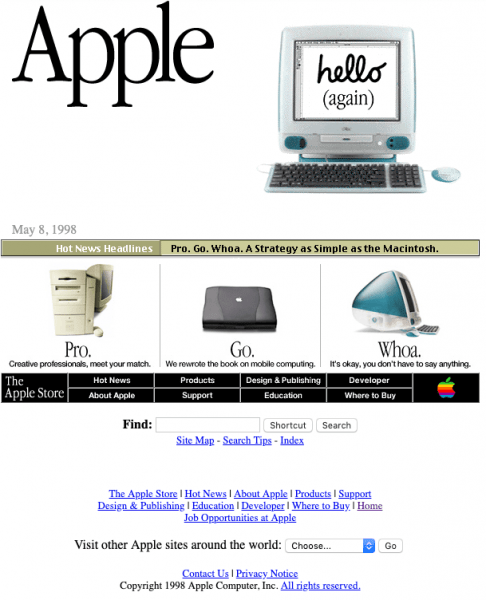 Apple
hello
(again)
May 8, 1998
Hot News Headlines Pro. Go. Whoa. A Strategy as Simple as the Macintosh.
Pro. Go. Whoa.
Creative professionals, meet your match. We rewrote the book on mobile computing. It's okay, you don't have to say anything.
The Apple Store
Hot News Products Design & Publishing Developer
About Apple Support Education Where to Buy
Find: Shortcut Search
Site Map - Search Tips - Index
The Apple Store | Hot News | About Apple | Products | Support
Design & Publishing | Education | Developer | Where to Buy | Home
Job Opportunities at Apple
Visit other Apple sites around the world: Choose... Go
Contact Us | Privacy Notice
Copyright 1998 Apple Computer, Inc. All rights reserved.